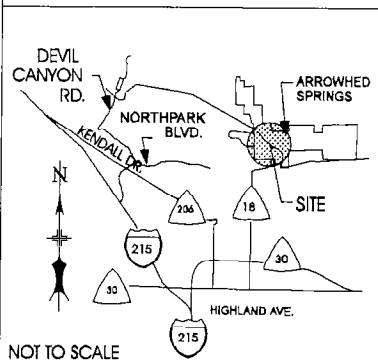 DEVIL
CANYON
RD.
NORTHPARK
BLVD.
KENDALL DR.
ARROWHED
SPRINGS
SITE
N
206
18
215
30
30
HIGHLAND AVE.
215
NOT TO SCALE